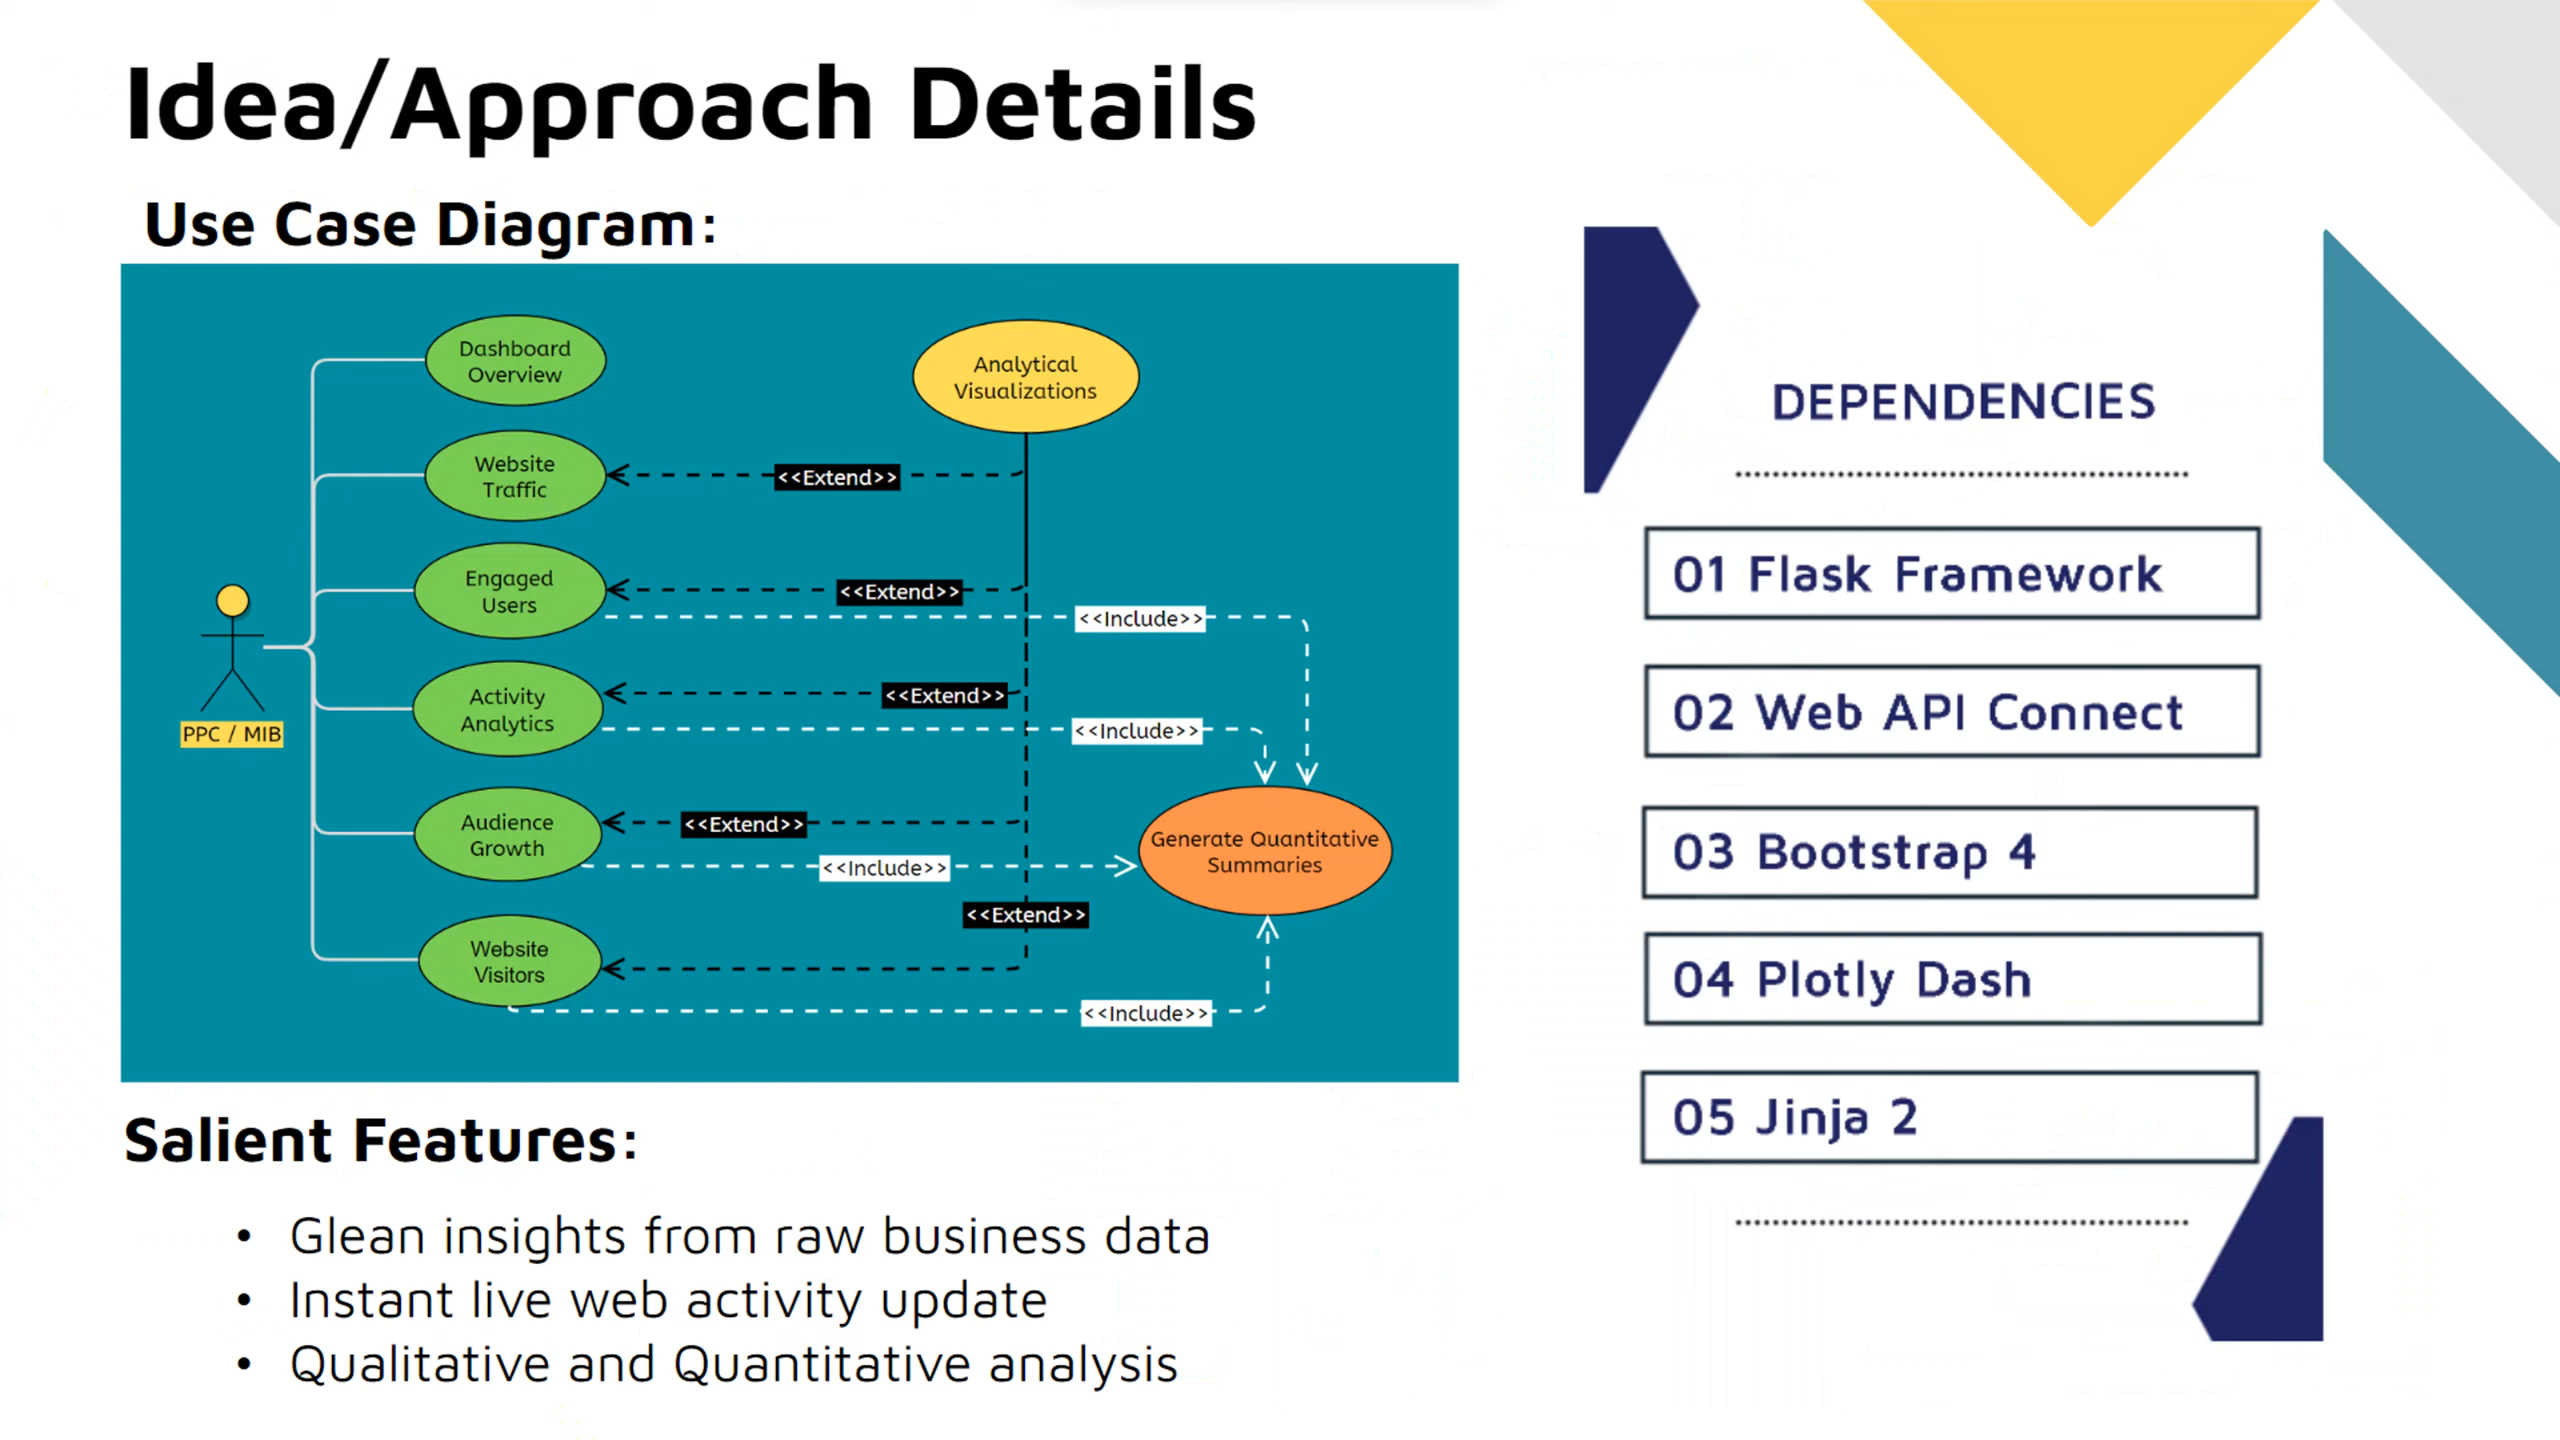 Idea/Approach Details
Use Case Diagram:
Dashboard
Overview
Analytical
Visualizations
Website
Traffic
<<Extend>>
Engaged
Users
<<Extend>>
<<Include>>
Activity
Analytics
<<Extend>>
<<Include>>
PPC / MIB
Audience
Growth
<<Extend>>
<<Include>>
Generate Quantitative
Summaries
<<Extend>>
Website
Visitors
<<Include>>
Salient Features:
• Glean insights from raw business data
• Instant live web activity update
• Qualitative and Quantitative analysis
DEPENDENCIES
01 Flask Framework
02 Web API Connect
03 Bootstrap 4
04 Plotly Dash
05 Jinja 2